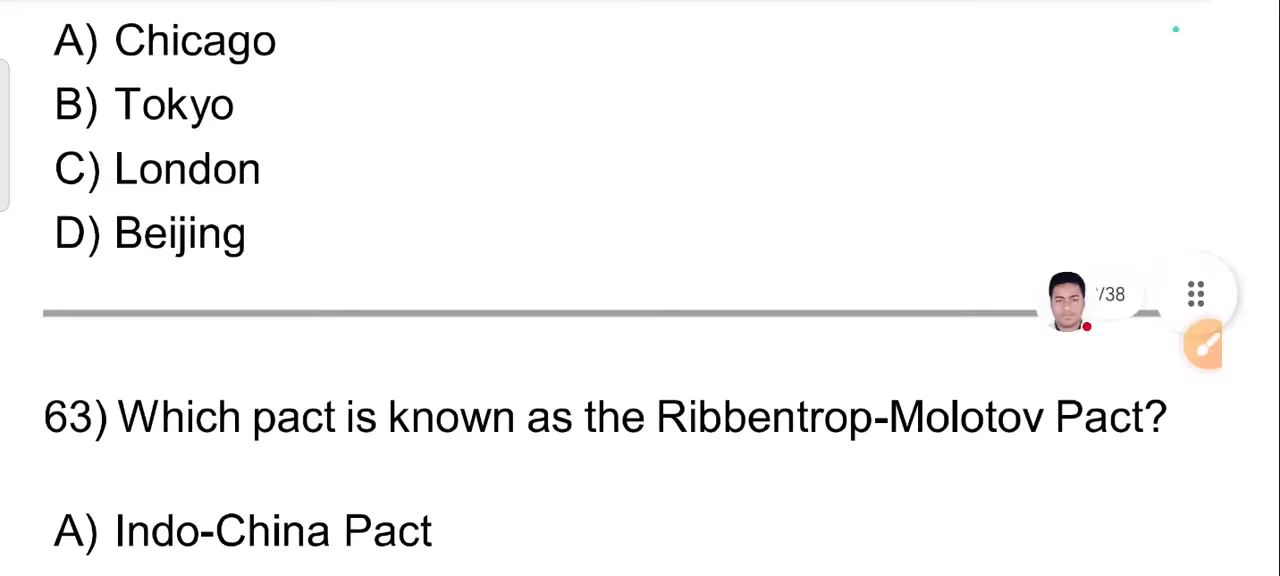 A) Chicago
B) Tokyo
C) London
D) Beijing
/38
63) Which pact is known as the Ribbentrop-Molotov Pact?
A) Indo-China Pact